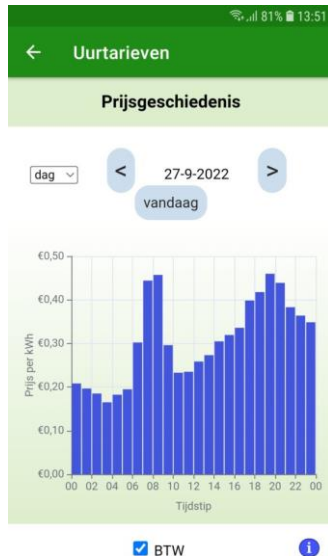 81% 13:51
← Uurtarieven
Prijsgeschiedenis
dag
< 27-9-2022 >
vandaag
€0,50
€0,40
€0,30
€0,20
€0,10
€0,00
Prijs per kWh
00 02 04 06 08 10 12 14 16 18 20 22 00
Tijdstip
BTW
i